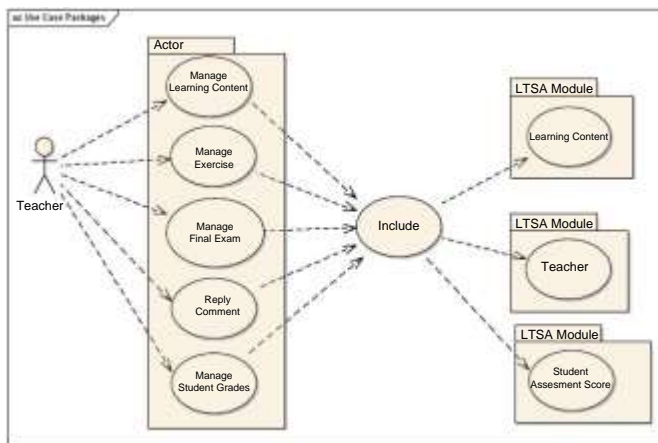 uc Use Case Packages
Actor
Manage
Learning Content
Manage
Exercise
Manage
Final Exam
Reply
Comment
Manage
Student Grades
Teacher
Include
LTSA Module
Learning Content
LTSA Module
Teacher
LTSA Module
Student
Assesment Score